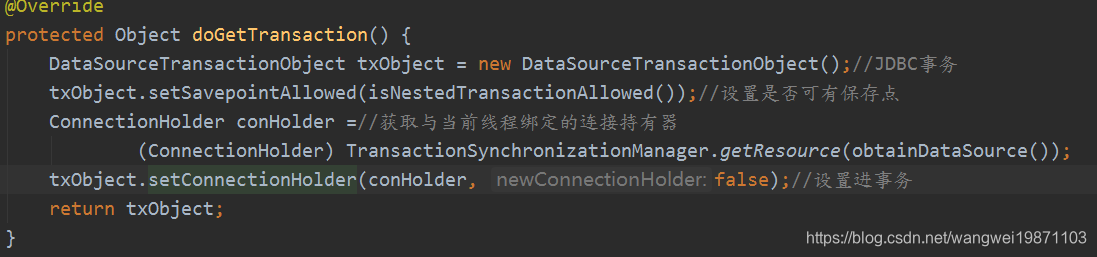 @Override
protected Object doGetTransaction() {
DataSourceTransactionObject txObject = new DataSourceTransactionObject();//JDBC事务
txObject.setSavepointAllowed(isNestedTransactionAllowed());//设置是否可有保存点
ConnectionHolder conHolder =//获取与当前线程绑定的连接持有器
(ConnectionHolder) TransactionSynchronizationManager.getResource(obtainDataSource());
txObject.setConnectionHolder(conHolder, newConnectionHolder: false);//设置进事务
return txObject;
}
https://blog.csdn.net/wangwei19871103